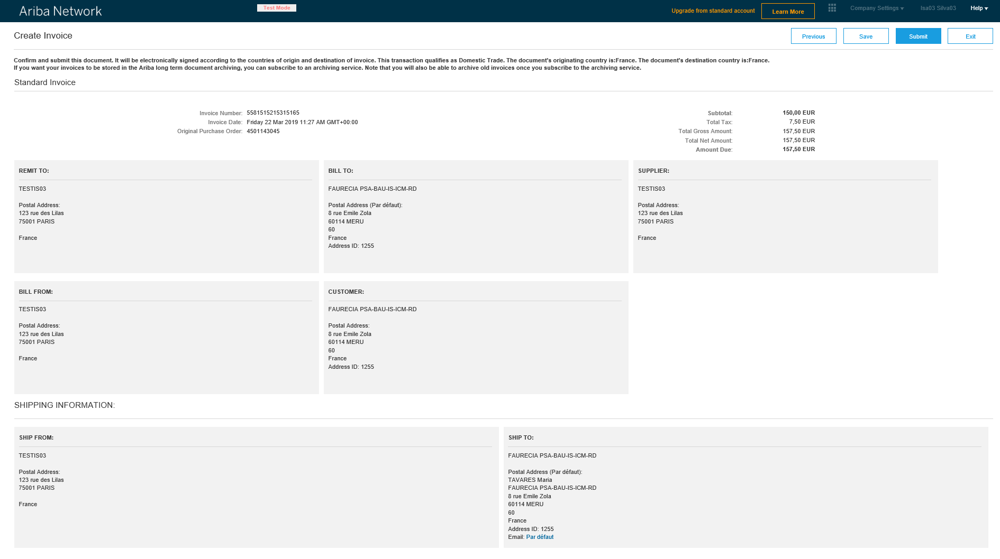 Ariba Network
Test Mode
Upgrade from standard account
Learn More
Company Settings
Isa03 Silva03
Help
Create Invoice
Previous
Save
Submit
Exit
Confirm and submit this document. It will be electronically signed according to the countries of origin and destination of invoice. This transaction qualifies as Domestic Trade. The document's originating country is:France. The document's destination country is:France.
If you want your invoices to be stored in the Ariba long term document archiving, you can subscribe to an archiving service. Note that you will also be able to archive old invoices once you subscribe to the archiving service.
Standard Invoice
Invoice Number: 5581515215315165
Invoice Date: Friday 22 Mar 2019 11:27 AM GMT+00:00
Original Purchase Order: 4501143045
Subtotal: 150,00 EUR
Total Tax: 7,50 EUR
Total Gross Amount: 157,50 EUR
Total Net Amount: 157,50 EUR
Amount Due: 157,50 EUR
REMIT TO:
TESTIS03
Postal Address:
123 rue des Lilas
75001 PARIS
France
BILL TO:
FAURECIA PSA-BAU-IS-ICM-RD
Postal Address (Par défaut):
8 rue Emile Zola
60114 MERU
60
France
Address ID: 1255
SUPPLIER:
TESTIS03
Postal Address:
123 rue des Lilas
75001 PARIS
France
BILL FROM:
TESTIS03
Postal Address:
123 rue des Lilas
75001 PARIS
France
CUSTOMER:
FAURECIA PSA-BAU-IS-ICM-RD
Postal Address:
8 rue Emile Zola
60114 MERU
60
France
Address ID: 1255
SHIPPING INFORMATION:
SHIP FROM:
TESTIS03
Postal Address:
123 rue des Lilas
75001 PARIS
France
SHIP TO:
FAURECIA PSA-BAU-IS-ICM-RD
Postal Address (Par défaut):
TAVARES Maria
FAURECIA PSA-BAU-IS-ICM-RD
8 rue Emile Zola
60114 MERU
60
France
Address ID: 1255
Email: Par défaut